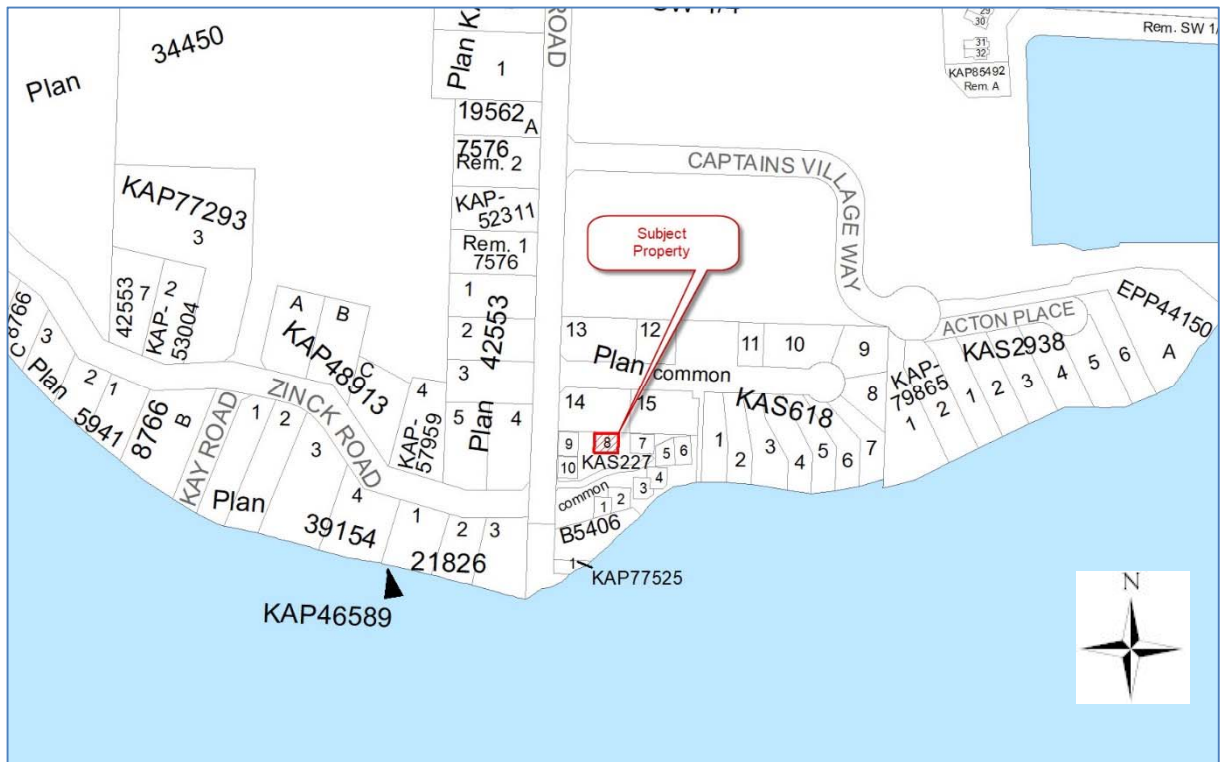 34450
Plan
Plan K
1
ROAD
SW 1/4
29
30
31
32
KAP85492
Rem. A
Rem. SW 1/
19562 A
7576
Rem. 2
KAP-
52311
Rem. 1
7576
CAPTAINS VILLAGE WAY
KAP77293
3
Subject
Property
42553
7
2
KAP-
53004
A
B
C
KAP48913
1
2
3
Plan 42553
5
4
4
KAP-
57959
13
12
11
10
9
8
Plan common
KAS618
14
15
ACTON PLACE
EPP44150
KAS2938
1
2
3
4
5
6
A
KAP-
79865
1
2
8766
C
3
Plan
5941
2
1
8766
B
KAY ROAD
ZINCK ROAD
1
2
3
4
Plan
39154
1
2
3
21826
9
8
7
10
KAS227
5
6
common
1
2
3
4
B5406
1
KAP77525
1
2
3
4
5
6
7
KAP46589
N